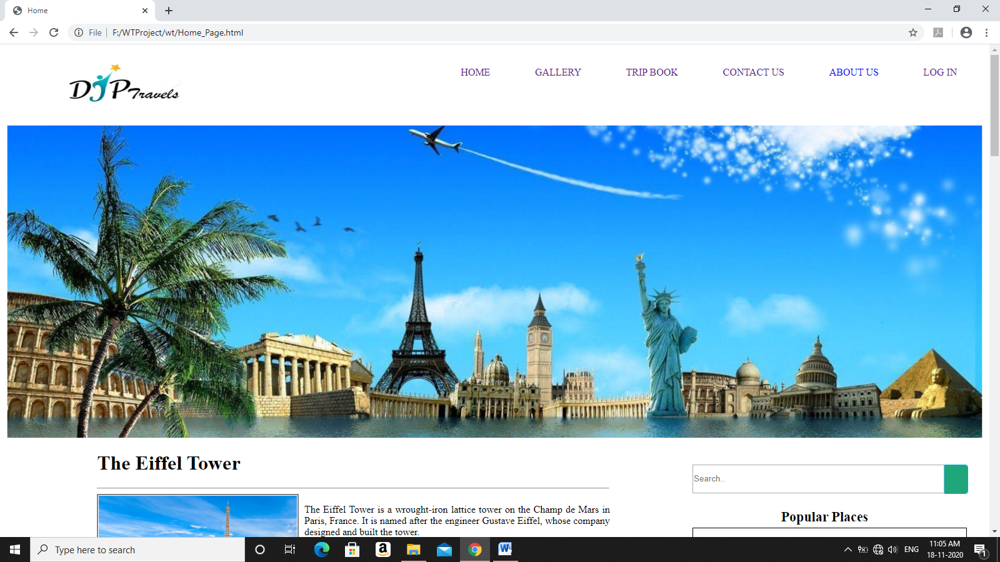 Home
File
F:/WTProject/wt/Home_Page.html
DJP Travels
HOME GALLERY TRIP BOOK CONTACT US ABOUT US LOG IN
The Eiffel Tower
The Eiffel Tower is a wrought-iron lattice tower on the Champ de Mars in
Paris, France. It is named after the engineer Gustave Eiffel, whose company
designed and built the tower.
Search..
Popular Places
Type here to search
ENG
11:05 AM
18-11-2020
1